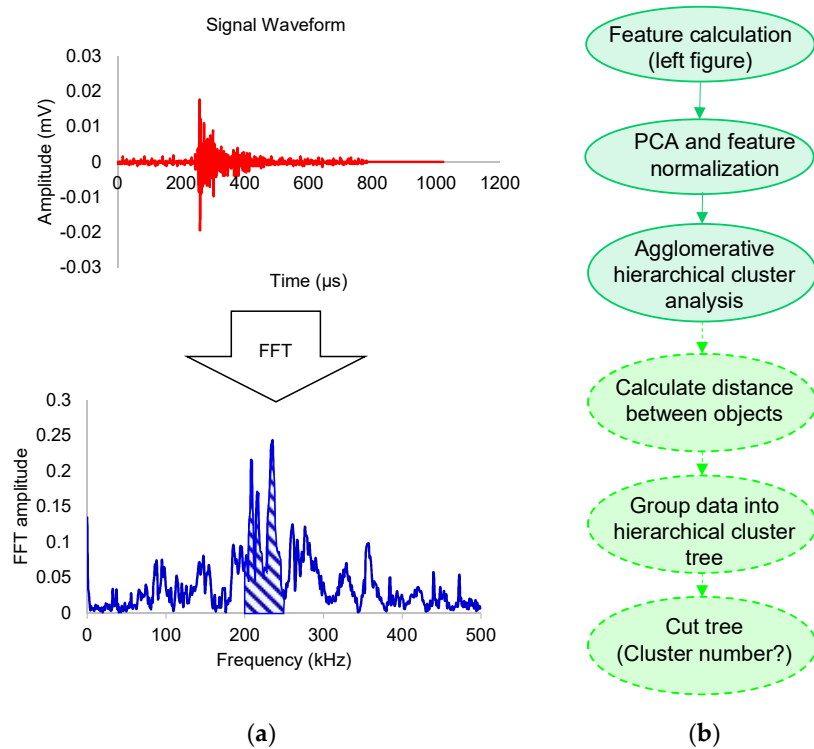 Signal Waveform
0.03
0.02
0.01
0
-0.01
-0.02
-0.03
Amplitude (mV)
0 200 400 600 800 1000 1200
Time (µs)
FFT
0.3
0.25
0.2
0.15
0.1
0.05
0
FFT amplitude
0 100 200 300 400 500
Frequency (kHz)
(a)
Feature calculation
(left figure)
PCA and feature
normalization
Agglomerative
hierarchical cluster
analysis
Calculate distance
between objects
Group data into
hierarchical cluster
tree
Cut tree
(Cluster number?)
(b)